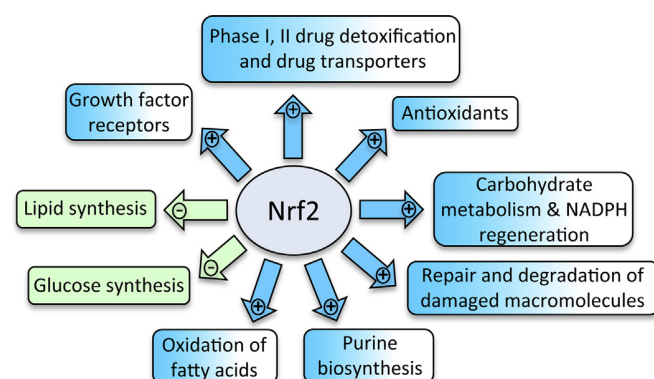 Phase I, II drug detoxification
and drug transporters
Growth factor
receptors
+
+
+
Antioxidants
Lipid synthesis
−
Nrf2
+
Carbohydrate
metabolism & NADPH
regeneration
Glucose synthesis
−
+
Repair and degradation of
damaged macromolecules
+
+
Oxidation of
fatty acids
Purine
biosynthesis